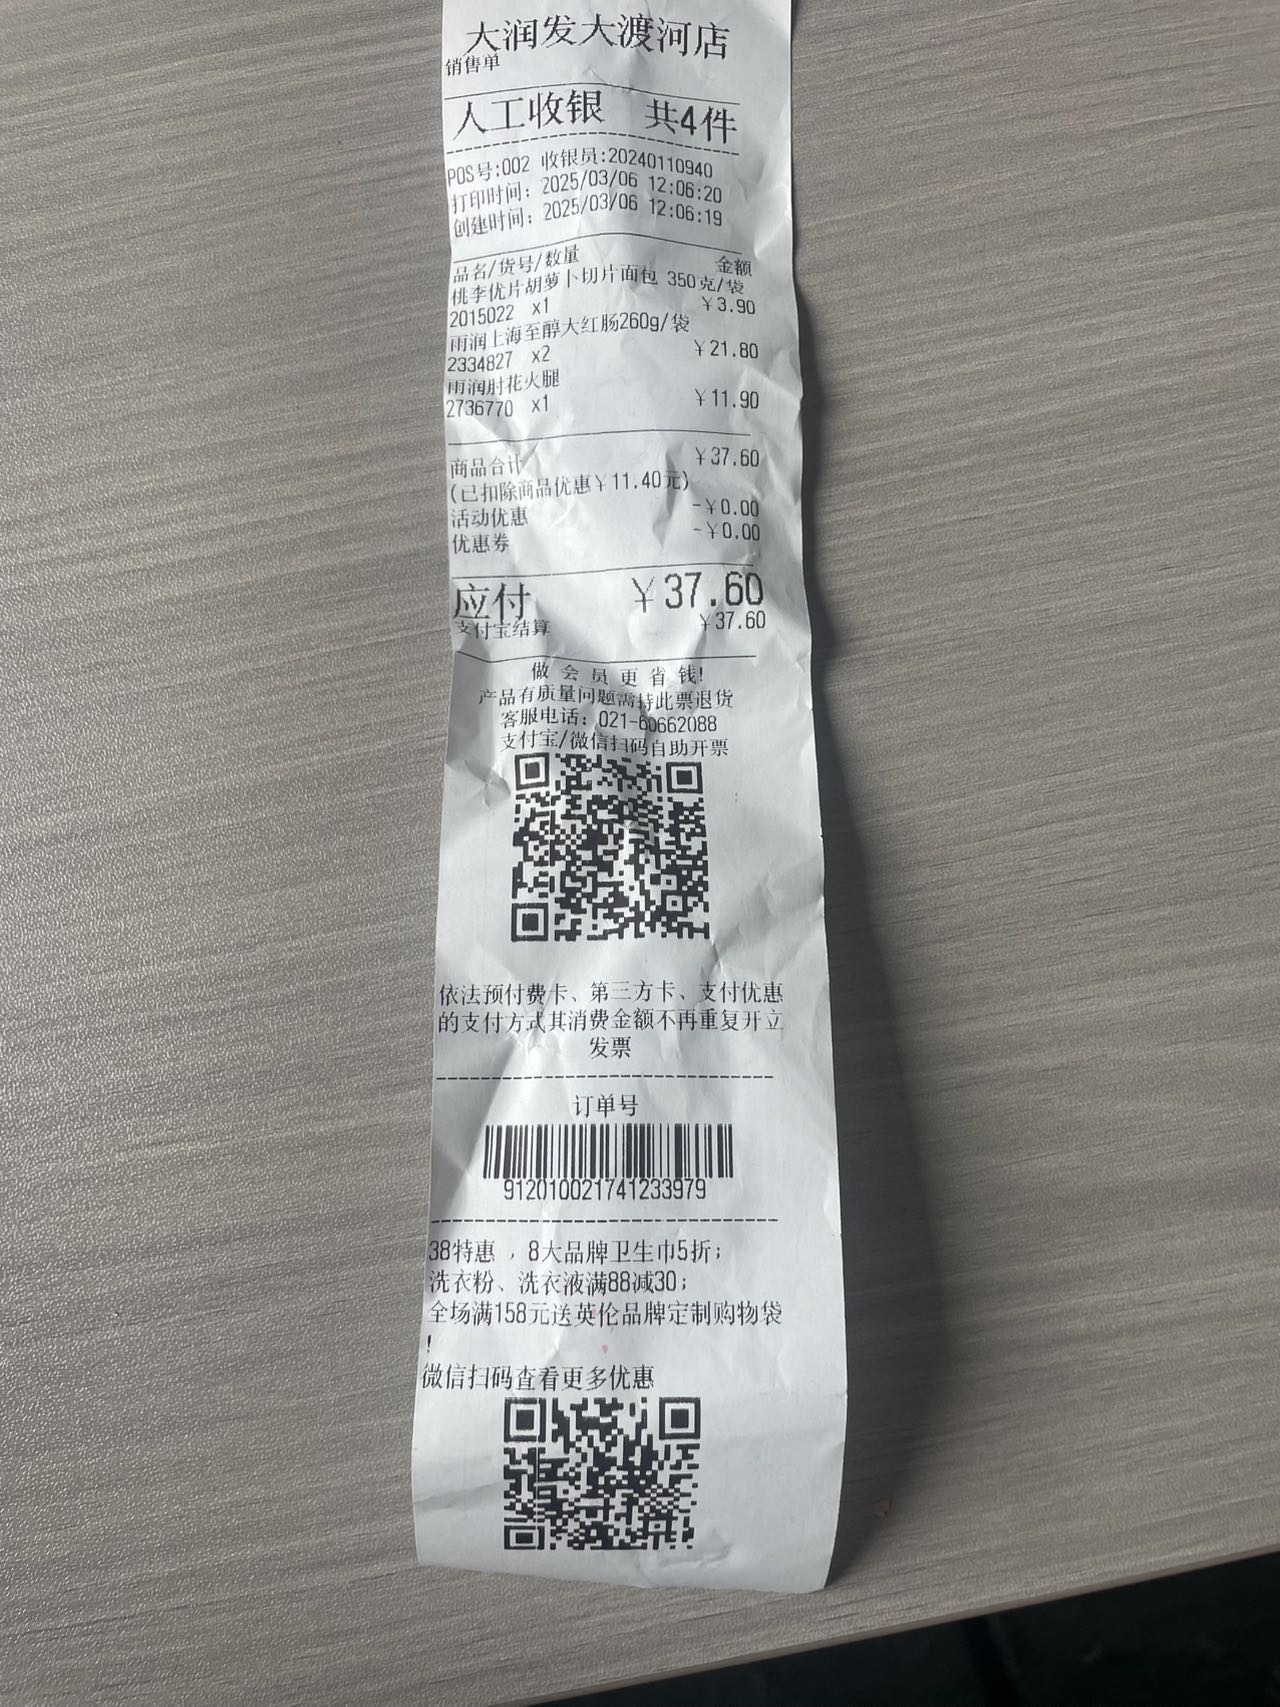 大润发大渡河店
销售单
人工收银 共4件
POS号:002 收银员:20240110940
打印时间: 2025/03/06 12:06:20
创建时间: 2025/03/06 12:06:19
品名/货号/数量 金额
桃李优片胡萝卜切片面包 350克/袋
2015022 x1 ￥3.90
雨润上海至醇大红肠260g/袋
2334827 x2 ￥21.80
雨润肘花火腿
2736770 x1 ￥11.90
商品合计 ￥37.60
(已扣除商品优惠￥11.40元)
活动优惠 -￥0.00
优惠券 -￥0.00
应付 ￥37.60
支付宝结算 ￥37.60
做会员更省钱!
产品有质量问题需持此票退货
客服电话: 021-60662088
支付宝/微信扫码自助开票
依法预付费卡、第三方卡、支付优惠
的支付方式其消费金额不再重复开立
发票
订单号
912010021741233979
38特惠，8大品牌卫生巾5折;
洗衣粉、洗衣液满88减30;
全场满158元送英伦品牌定制购物袋
!
微信扫码查看更多优惠